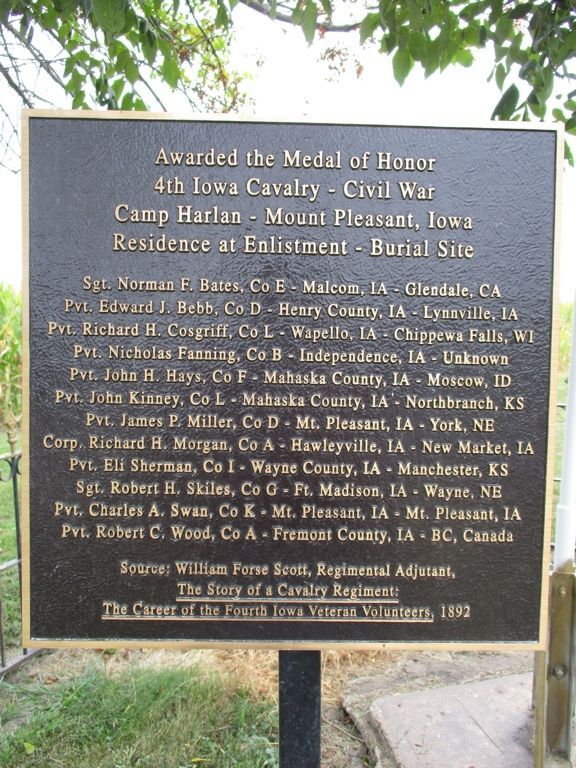 Awarded the Medal of Honor
4th Iowa Cavalry - Civil War
Camp Harlan - Mount Pleasant, Iowa
Residence at Enlistment - Burial Site
Sgt. Norman F. Bates, Co E - Malcom, IA - Glendale, CA
Pvt. Edward J. Bebb, Co D - Henry County, IA - Lynnville, IA
Pvt. Richard H. Cosgriff, Co L - Wapello, IA - Chippewa Falls, WI
Pvt. Nicholas Fanning, Co B - Independence, IA - Unknown
Pvt. John H. Hays, Co F - Mahaska County, IA - Moscow, ID
Pvt. John Kinney, Co L - Mahaska County, IA - Northbranch, KS
Pvt. James P. Miller, Co D - Mt. Pleasant, IA - York, NE
Corp. Richard H. Morgan, Co A - Hawleyville, IA - New Market, IA
Pvt. Eli Sherman, Co I - Wayne County, IA - Manchester, KS
Sgt. Robert H. Skiles, Co G - Ft. Madison, IA - Wayne, NE
Pvt. Charles A. Swan, Co K - Mt. Pleasant, IA - Mt. Pleasant, IA
Pvt. Robert C. Wood, Co A - Fremont County, IA - BC, Canada
Source: William Forse Scott, Regimental Adjutant,
The Story of a Cavalry Regiment:
The Career of the Fourth Iowa Veteran Volunteers, 1892